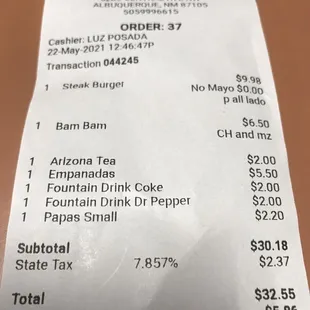 ALBUQUERQUE, NM 87105
5059996615
ORDER: 37
Cashier: LUZ POSADA
22-May-2021 12:46:47P
Transaction 044245
1 Steak Burget $9.98
No Mayo $0.00
p all lado
1 Bam Bam $6.50
CH and mz
1 Arizona Tea $2.00
1 Empanadas $5.50
1 Fountain Drink Coke $2.00
1 Fountain Drink Dr Pepper $2.00
1 Papas Small $2.20
Subtotal $30.18
State Tax 7.857% $2.37
Total $32.55